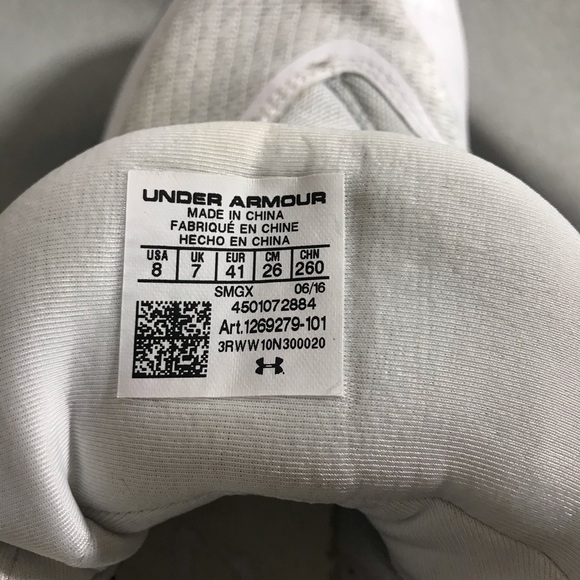 UNDER ARMOUR
MADE IN CHINA
FABRIQUÉ EN CHINE
HECHO EN CHINA
USA UK EUR CM CHN
8 7 41 26 260
SMGX 06/16
4501072884
Art.1269279-101
3RWW10N300020